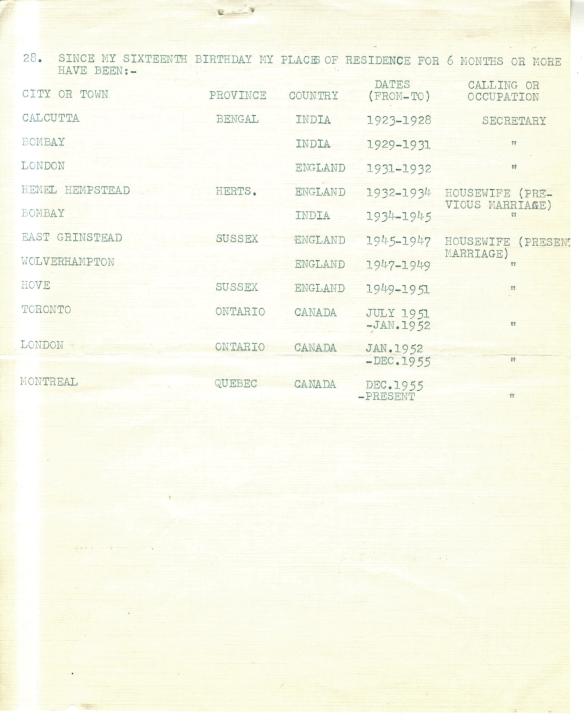 28. SINCE MY SIXTEENTH BIRTHDAY MY PLACES OF RESIDENCE FOR 6 MONTHS OR MORE
HAVE BEEN:-
CITY OR TOWN PROVINCE COUNTRY DATES (FROM-TO) CALLING OR OCCUPATION
CALCUTTA BENGAL INDIA 1923-1928 SECRETARY
BOMBAY INDIA 1929-1931 "
LONDON ENGLAND 1931-1932 "
HEMEL HEMPSTEAD HERTS. ENGLAND 1932-1934 HOUSEWIFE (PRE-
VIOUS MARRIAGE)
BOMBAY INDIA 1934-1945 "
EAST GRINSTEAD SUSSEX ENGLAND 1945-1947 HOUSEWIFE (PRESENT
MARRIAGE)
WOLVERHAMPTON ENGLAND 1947-1949 "
HOVE SUSSEX ENGLAND 1949-1951 "
TORONTO ONTARIO CANADA JULY 1951
-JAN.1952 "
LONDON ONTARIO CANADA JAN.1952
-DEC.1955 "
MONTREAL QUEBEC CANADA DEC.1955
-PRESENT "